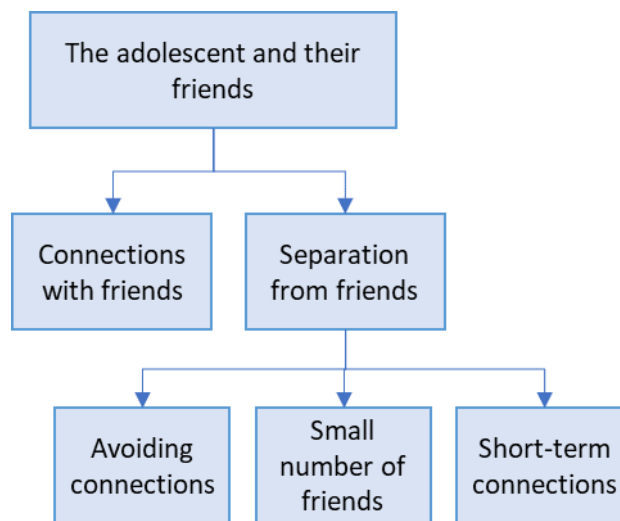 The adolescent and their
friends
Connections
with friends
Separation
from friends
Avoiding
connections
Small
number of
friends
Short-term
connections